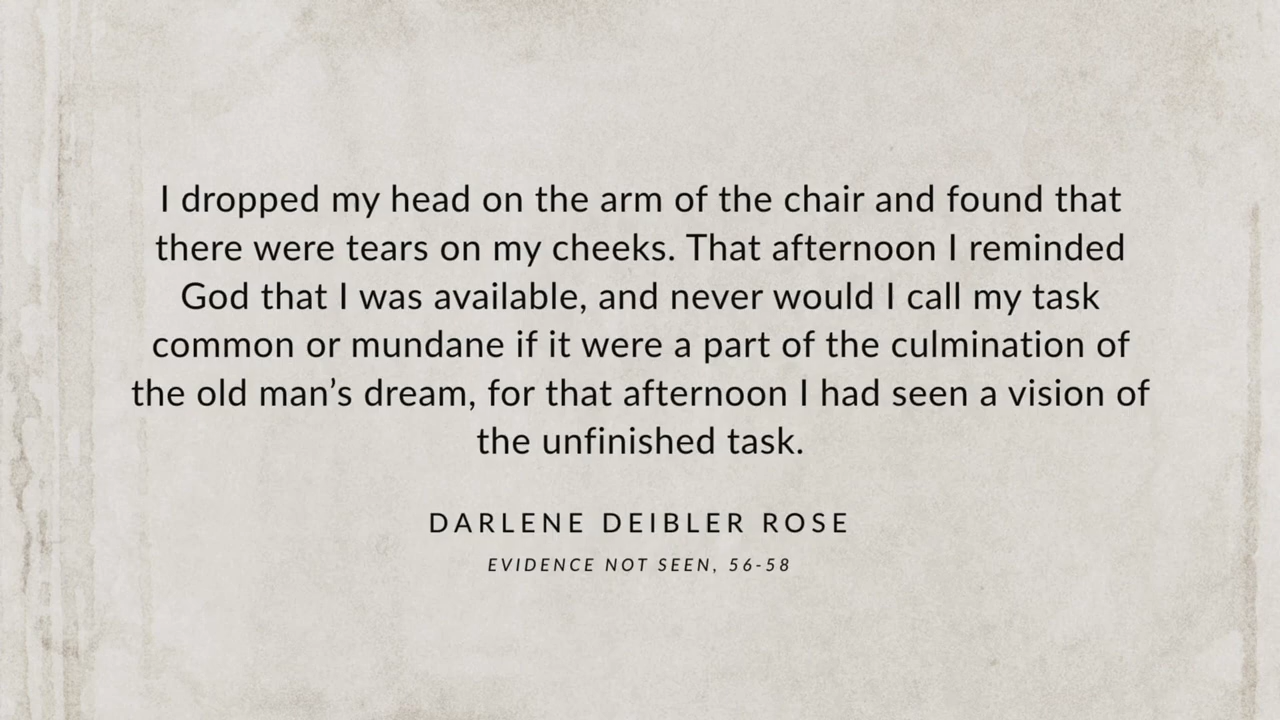 I dropped my head on the arm of the chair and found that
there were tears on my cheeks. That afternoon I reminded
God that I was available, and never would I call my task
common or mundane if it were a part of the culmination of
the old man’s dream, for that afternoon I had seen a vision of
the unfinished task.
DARLENE DEIBLER ROSE
EVIDENCE NOT SEEN, 56-58